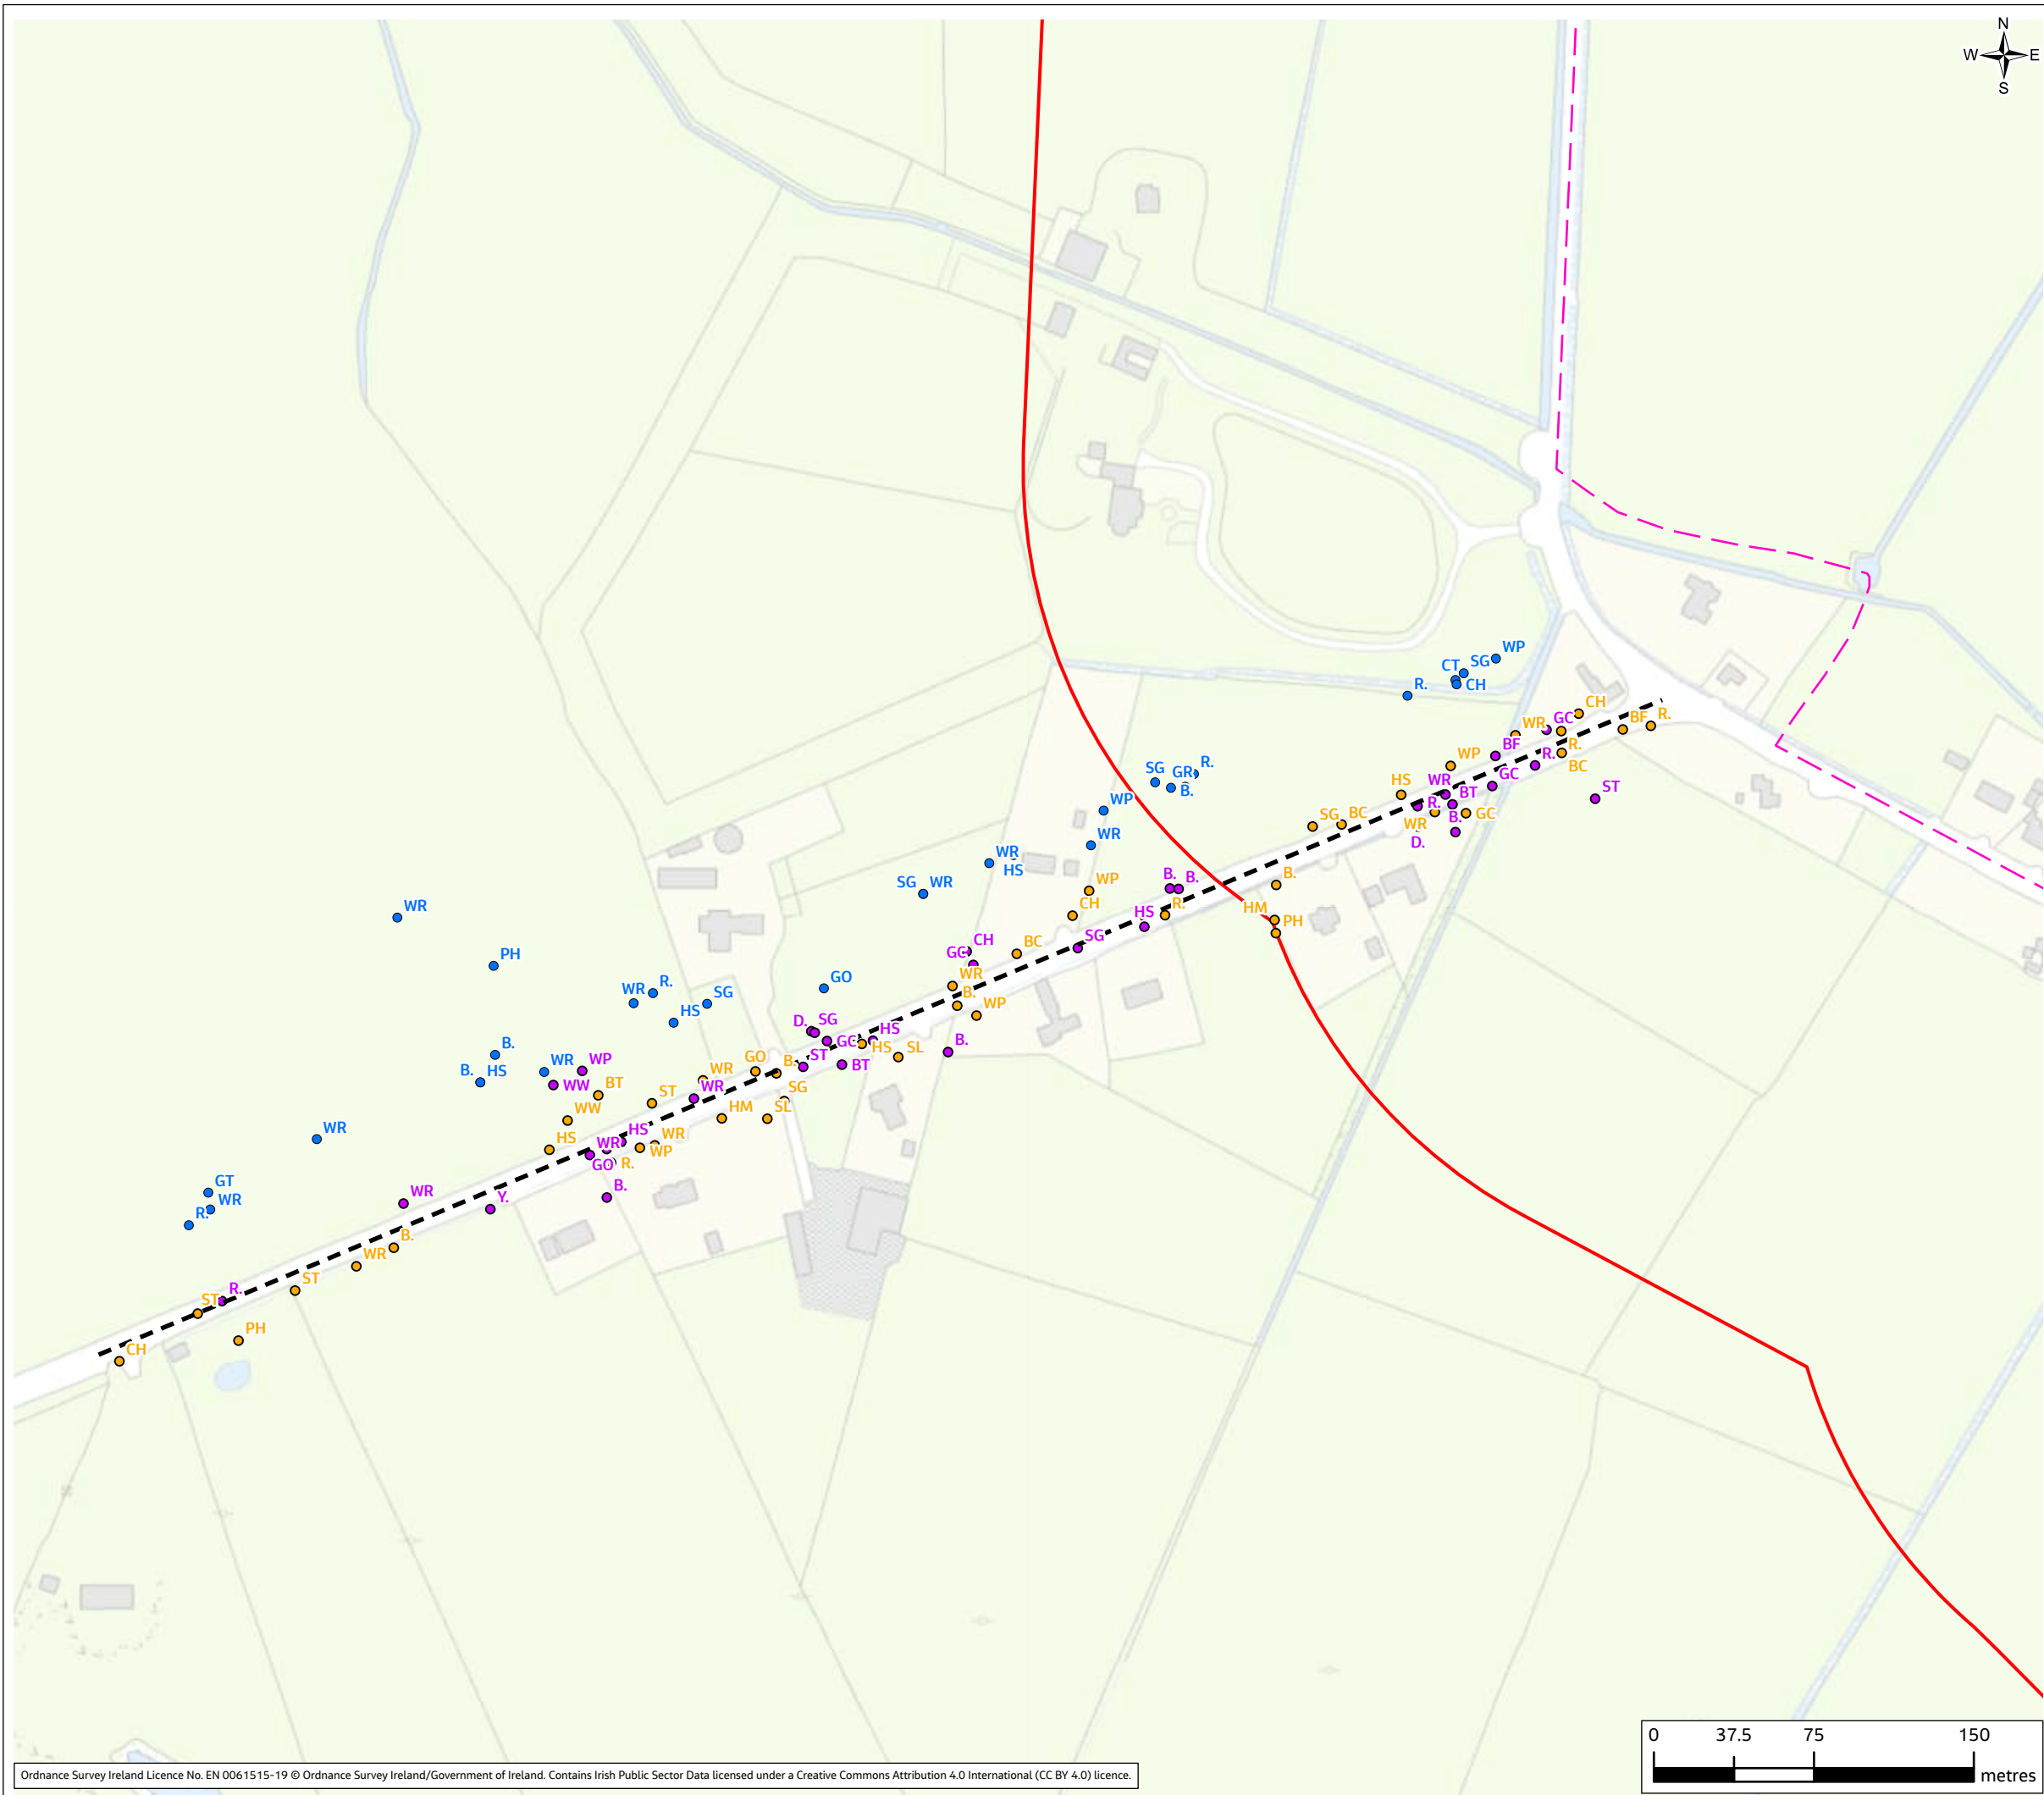 N
W E
S
WP
SG
CT
CH
R.
CH
GC
BF
R.
WR
R.
BF
WP
R.
BC
SG
GR
R.
B.
HS
GC
ST
WR
BT
WP
R.
GC
SG
BC
WR
B.
D.
WR
WR
HS
SG
WR
WP
B.
B.
B.
WR
CH
R.
HM
HS
PH
SG
CH
BC
GC
PH
WR
GO
R.
WR
SG
B.
WP
HS
D.
SG
GC
HS
HS
SL
B.
B.
WR
WP
GO
B.
ST
BT
B.
HS
WW
BT
WR
SG
ST
WR
WW
HM
SL
WR
HS
HS
WR
WR
WP
GO
R.
GT
B.
WR
WR
Y.
R.
B.
WR
ST
R.
ST
PH
CH
0 37.5 75 150
metres
Ordnance Survey Ireland Licence No. EN 0061515-19 © Ordnance Survey Ireland/Government of Ireland. Contains Irish Public Sector Data licensed under a Creative Commons Attribution 4.0 International (CC BY 4.0) licence.